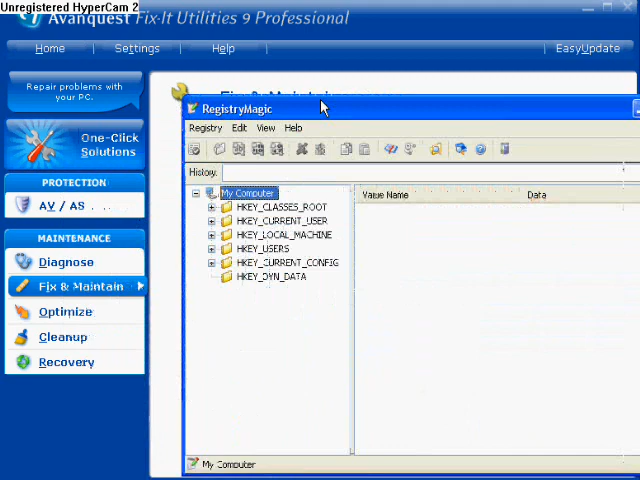 Unregistered HyperCam 2
Avanquest Fix-It Utilities 9 Professional
Home
Settings
Help
EasyUpdate
Repair problems with
your PC.
One-Click
Solutions
PROTECTION
AV / AS
MAINTENANCE
Diagnose
Fix & Maintain
Optimize
Cleanup
Recovery
RegistryMagic
Registry Edit View Help
History:
My Computer
HKEY_CLASSES_ROOT
HKEY_CURRENT_USER
HKEY_LOCAL_MACHINE
HKEY_USERS
HKEY_CURRENT_CONFIG
HKEY_DYN_DATA
Value Name
Data
My Computer